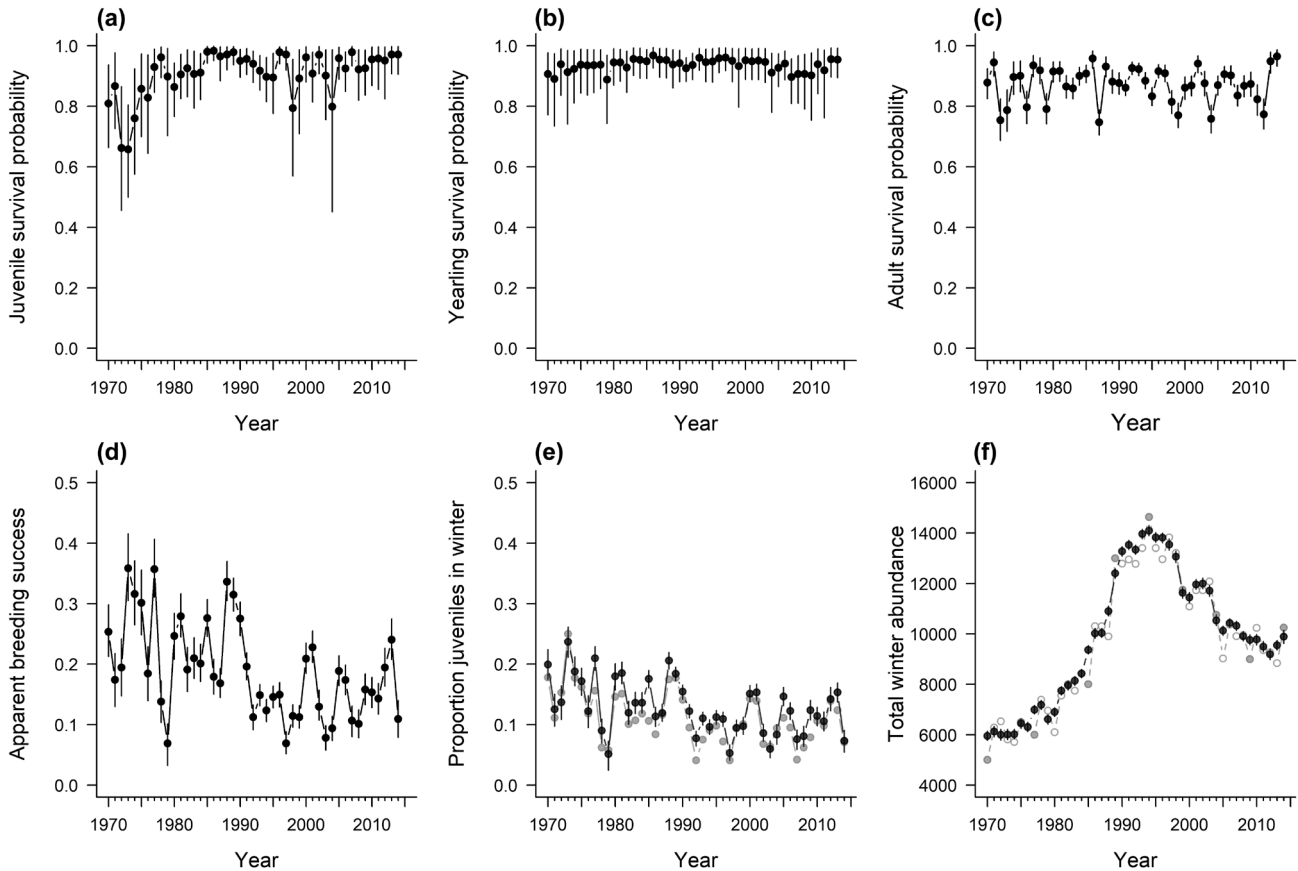 (a)
Juvenile survival probability
1.0
0.8
0.6
0.4
0.2
0.0
1970 1980 1990 2000 2010
Year
(b)
Yearling survival probability
1.0
0.8
0.6
0.4
0.2
0.0
1970 1980 1990 2000 2010
Year
(c)
Adult survival probability
1.0
0.8
0.6
0.4
0.2
0.0
1970 1980 1990 2000 2010
Year
(d)
Apparent breeding success
0.5
0.4
0.3
0.2
0.1
0.0
1970 1980 1990 2000 2010
Year
(e)
Proportion juveniles in winter
0.5
0.4
0.3
0.2
0.1
0.0
1970 1980 1990 2000 2010
Year
(f)
Total winter abundance
16000
14000
12000
10000
8000
6000
4000
1970 1980 1990 2000 2010
Year